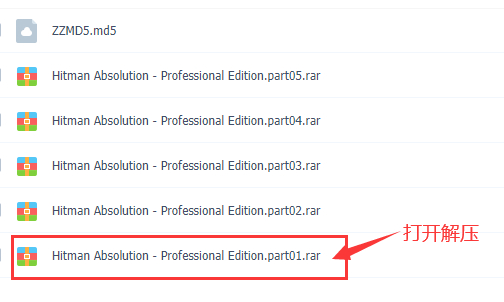 ZZMD5.md5
Hitman Absolution - Professional Edition.part05.rar
Hitman Absolution - Professional Edition.part04.rar
Hitman Absolution - Professional Edition.part03.rar
Hitman Absolution - Professional Edition.part02.rar
Hitman Absolution - Professional Edition.part01.rar
打开解压